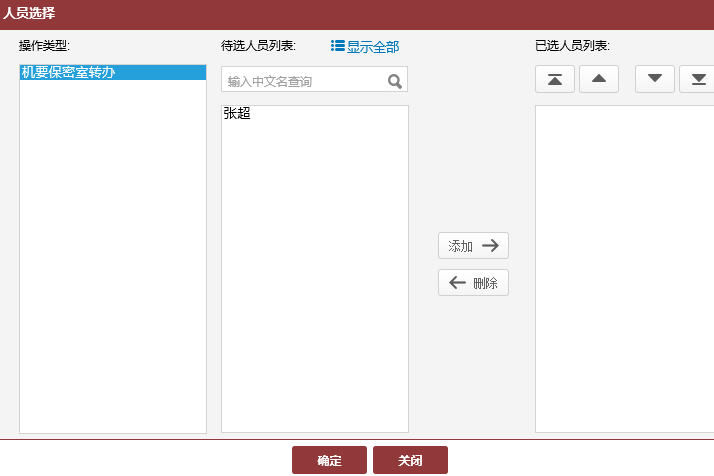 人员选择
操作类型:
待选人员列表:
显示全部
已选人员列表:
机要保密室转办
输入中文名查询
张超
添加
删除
确定
关闭